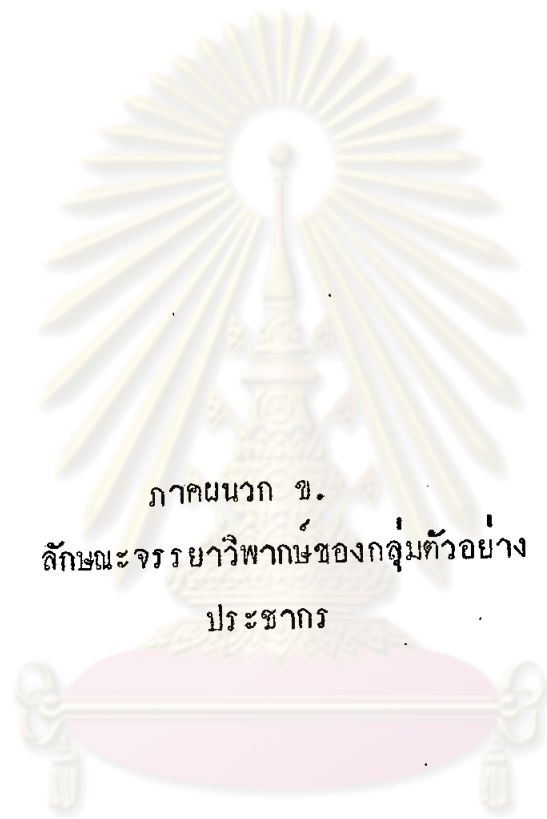 ภาคผนวก ข.
ลักษณะจรรยาวิพากษ์ของกลุ่มตัวอย่าง
ประชากร